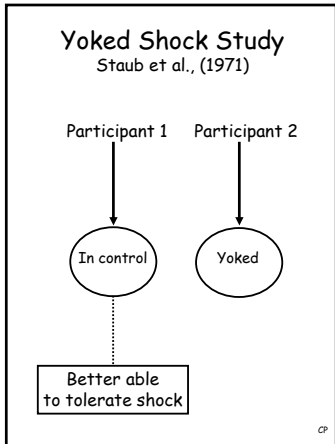 Yoked Shock Study
Staub et al., (1971)
Participant 1 Participant 2
In control Yoked
Better able
to tolerate shock
CP